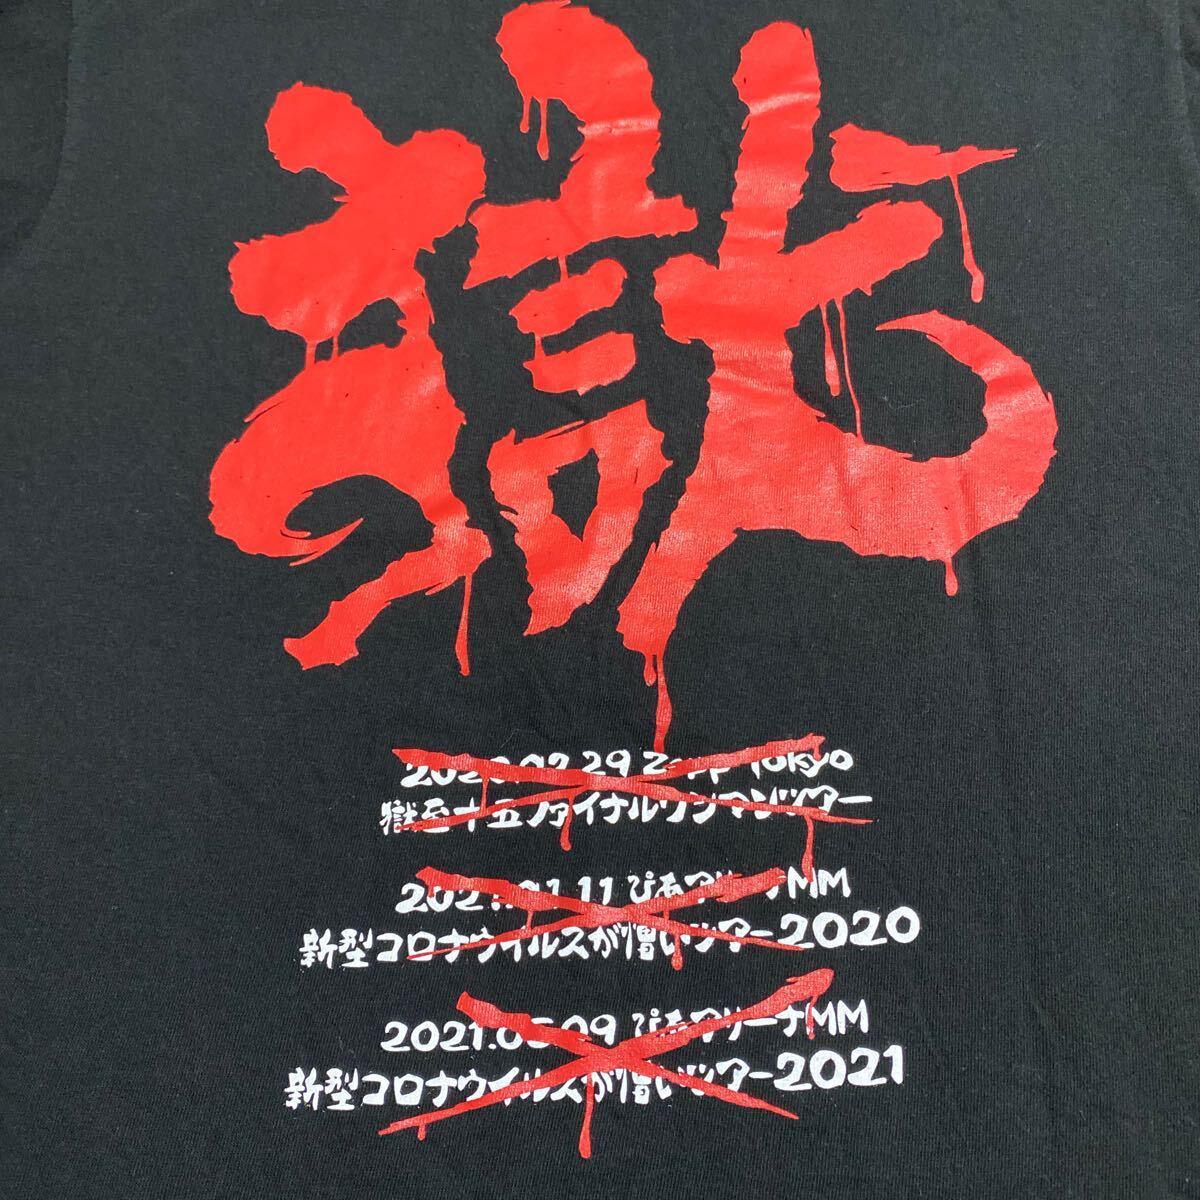 獄
2020.02.29 Zepp Tokyo
獄至十五ファイナルワンマンツアー
2021.01.11 ぴあアリーナMM
新型コロナウイルスが憎いツアー2020
2021.05.09 ぴあアリーナMM
新型コロナウイルスが憎いツアー2021